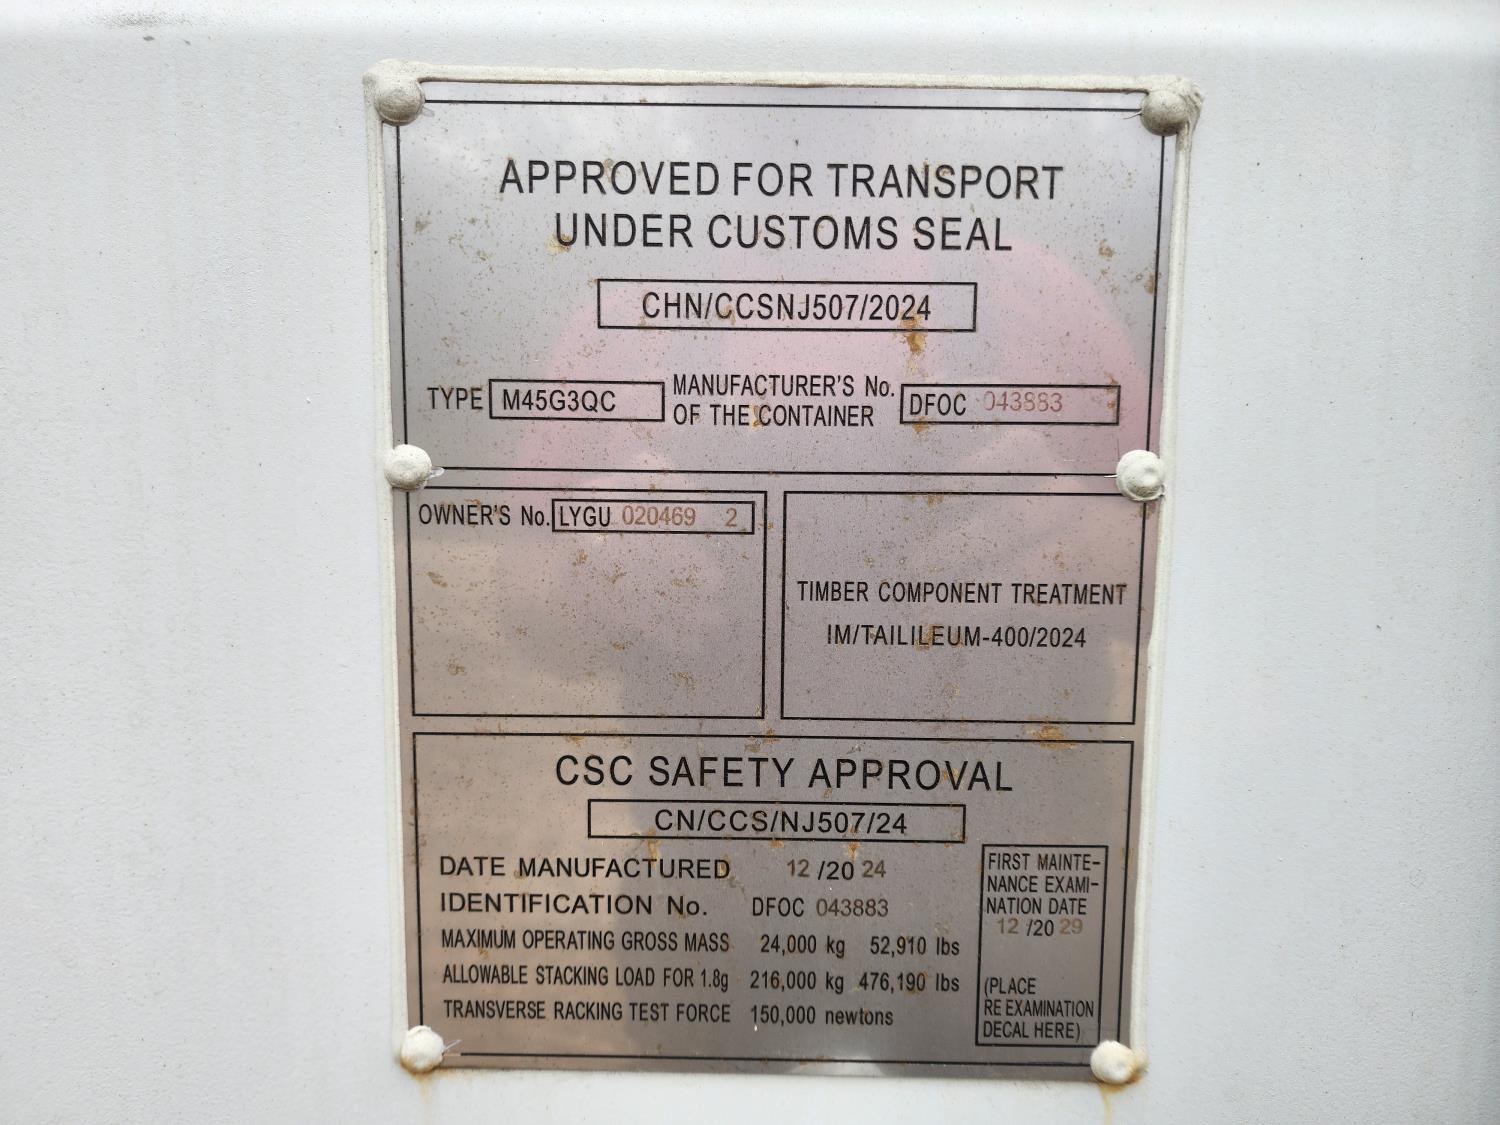 APPROVED FOR TRANSPORT
UNDER CUSTOMS SEAL
CHN/CCSNJ507/2024
TYPE M45G3QC MANUFACTURER'S No. OF THE CONTAINER DFOC 043883
OWNER'S No. LYGU 020469 2
TIMBER COMPONENT TREATMENT
IM/TAILILEUM-400/2024
CSC SAFETY APPROVAL
CN/CCS/NJ507/24
DATE MANUFACTURED 12 /20 24
IDENTIFICATION No. DFOC 043883
MAXIMUM OPERATING GROSS MASS 24,000 kg 52,910 lbs
ALLOWABLE STACKING LOAD FOR 1.8g 216,000 kg 476,190 lbs
TRANSVERSE RACKING TEST FORCE 150,000 newtons
FIRST MAINTE-
NANCE EXAMI-
NATION DATE
12 /20 29
(PLACE
RE EXAMINATION
DECAL HERE)